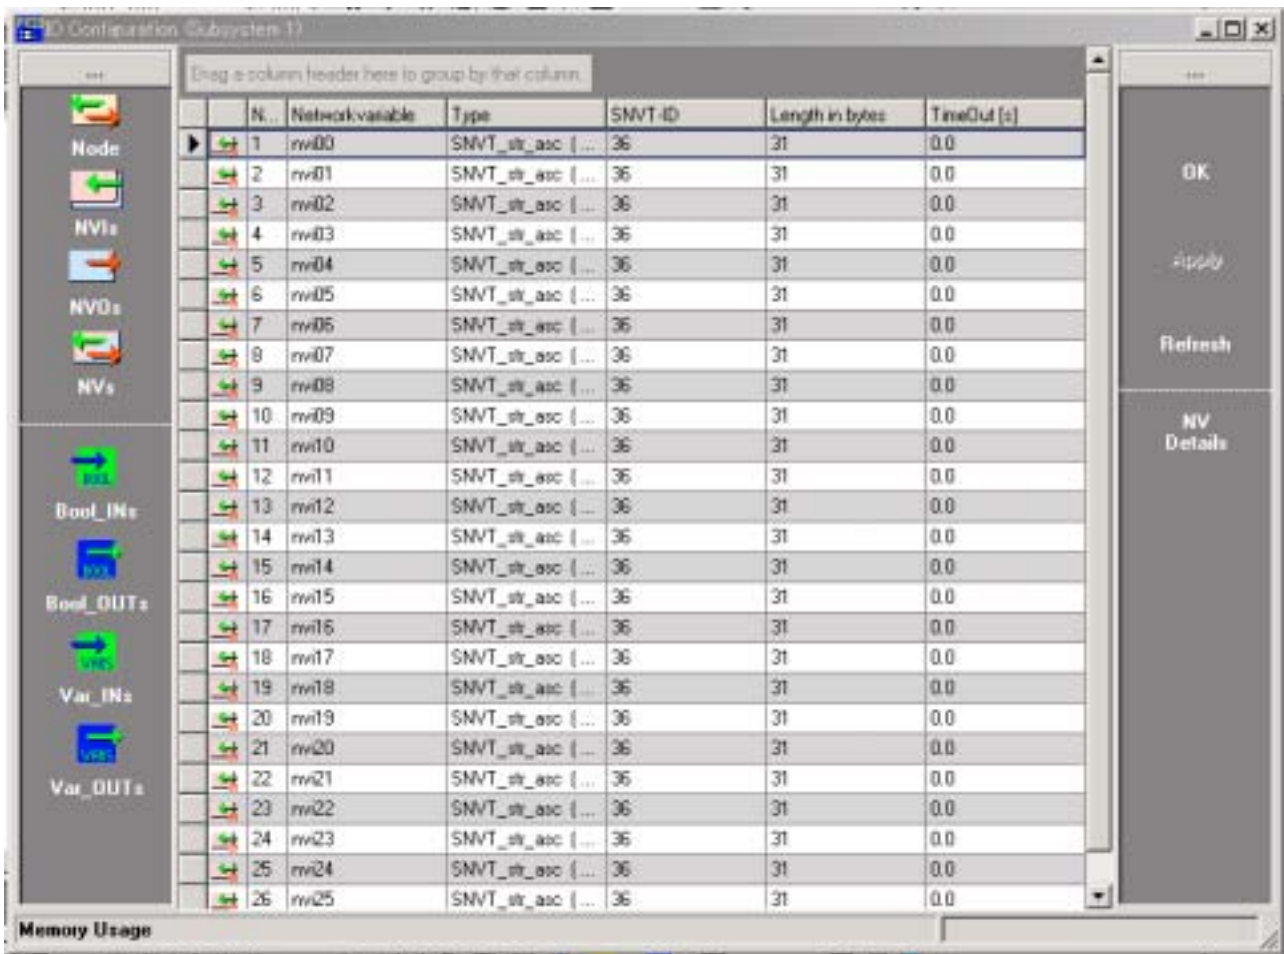 IO Configuration (Subsystem 1)
...
Node
NVIs
NVOs
NVs
Bool_INs
Bool_OUTs
Var_INs
Var_OUTs
Drag a column header here to group by that column.
N... Networkvariable Type SNVT-ID Length in bytes TimeOut [s]
1 nvi00 SNVT_str_asc (... 36 31 0.0
2 nvi01 SNVT_str_asc (... 36 31 0.0
3 nvi02 SNVT_str_asc (... 36 31 0.0
4 nvi03 SNVT_str_asc (... 36 31 0.0
5 nvi04 SNVT_str_asc (... 36 31 0.0
6 nvi05 SNVT_str_asc (... 36 31 0.0
7 nvi06 SNVT_str_asc (... 36 31 0.0
8 nvi07 SNVT_str_asc (... 36 31 0.0
9 nvi08 SNVT_str_asc (... 36 31 0.0
10 nvi09 SNVT_str_asc (... 36 31 0.0
11 nvi10 SNVT_str_asc (... 36 31 0.0
12 nvi11 SNVT_str_asc (... 36 31 0.0
13 nvi12 SNVT_str_asc (... 36 31 0.0
14 nvi13 SNVT_str_asc (... 36 31 0.0
15 nvi14 SNVT_str_asc (... 36 31 0.0
16 nvi15 SNVT_str_asc (... 36 31 0.0
17 nvi16 SNVT_str_asc (... 36 31 0.0
18 nvi17 SNVT_str_asc (... 36 31 0.0
19 nvi18 SNVT_str_asc (... 36 31 0.0
20 nvi19 SNVT_str_asc (... 36 31 0.0
21 nvi20 SNVT_str_asc (... 36 31 0.0
22 nvi21 SNVT_str_asc (... 36 31 0.0
23 nvi22 SNVT_str_asc (... 36 31 0.0
24 nvi23 SNVT_str_asc (... 36 31 0.0
25 nvi24 SNVT_str_asc (... 36 31 0.0
26 nvi25 SNVT_str_asc (... 36 31 0.0
...
OK
Apply
Refresh
NV
Details
Memory Usage